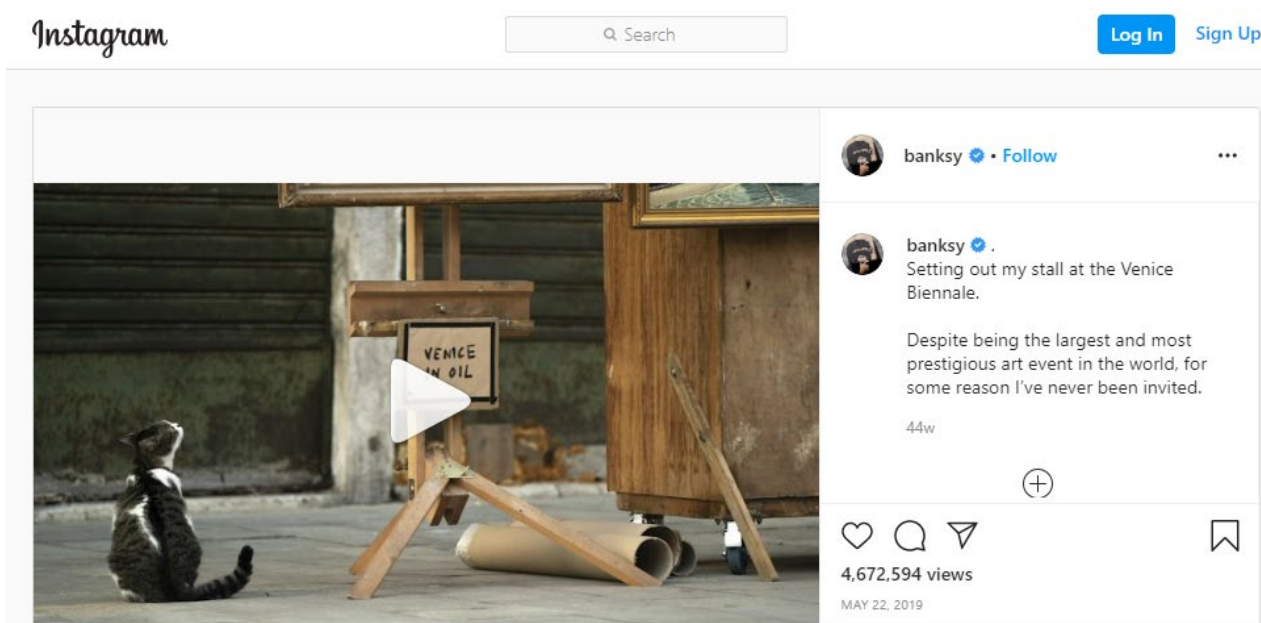 Instagram
Search
Log In
Sign Up
banksy • Follow
banksy .
Setting out my stall at the Venice
Biennale.
Despite being the largest and most
prestigious art event in the world, for
some reason I've never been invited.
44w
VENICE
IN OIL
4,672,594 views
MAY 22, 2019